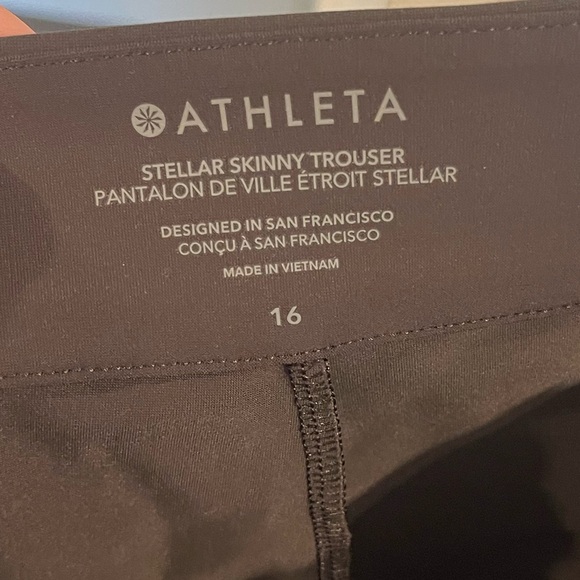 ATHLETA
STELLAR SKINNY TROUSER
PANTALON DE VILLE ÉTROIT STELLAR
DESIGNED IN SAN FRANCISCO
CONÇU À SAN FRANCISCO
MADE IN VIETNAM
16